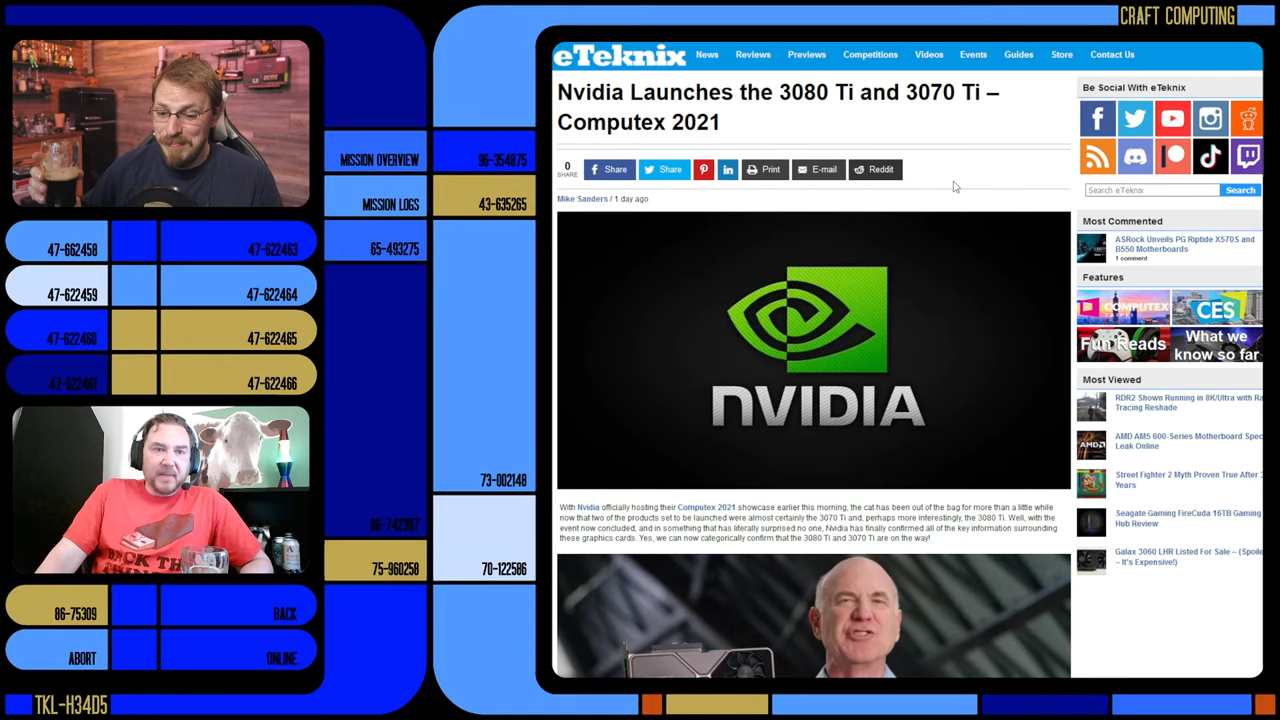 CRAFT COMPUTING
MISSION OVERVIEW
96-354875
MISSION LOGS
43-635265
47-662458
47-622463
65-493275
47-622459
47-622464
47-622460
47-622465
47-622461
47-622466
73-002148
75-960258
70-122586
86-75309
BACK
ABORT
ONLINE
TKL-H34D5
eTeknix
News
Reviews
Previews
Competitions
Videos
Events
Guides
Store
Contact Us
Nvidia Launches the 3080 Ti and 3070 Ti –
Computex 2021
0
SHARE
Share
Share
Print
E-mail
Reddit
Mike Sanders / 1 day ago
NVIDIA
With Nvidia officially hosting their Computex 2021 showcase earlier this morning, the cat has been out of the bag for more than a little while
now that two of the products set to be launched were almost certainly the 3070 Ti and, perhaps more interestingly, the 3080 Ti. Well, with the
event now concluded, and in something that has literally surprised no one, Nvidia has finally confirmed all of the key information surrounding
these graphics cards. Yes, we can now categorically confirm that the 3080 Ti and 3070 Ti are on the way!
Be Social With eTeknix
Search eTeknix
Search
Most Commented
ASRock Unveils PG Riptide X570S and
B550 Motherboards
1 comment
Features
COMPUTEX
CES
Fun Reads
What we
know so far
Most Viewed
RDR2 Shown Running in 8K/Ultra with Ra
Tracing Reshade
AMD
AMD AM5 600-Series Motherboard Spec
Leak Online
Street Fighter 2 Myth Proven True After 3
Years
Seagate Gaming FireCuda 16TB Gaming
Hub Review
Galax 3060 LHR Listed For Sale – (Spoile
– It's Expensive!)